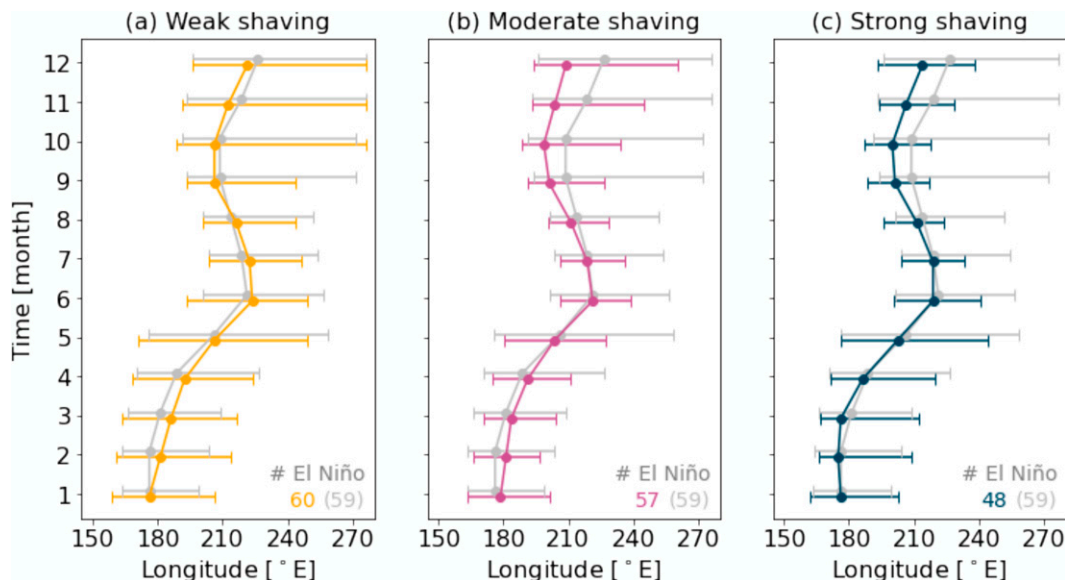 (a) Weak shaving
(b) Moderate shaving
(c) Strong shaving
Time [month]
12
11
10
9
8
7
6
5
4
3
2
1
# El Niño
60 (59)
# El Niño
57 (59)
# El Niño
48 (59)
150 180 210 240 270
150 180 210 240 270
150 180 210 240 270
Longitude [°E]
Longitude [°E]
Longitude [°E]